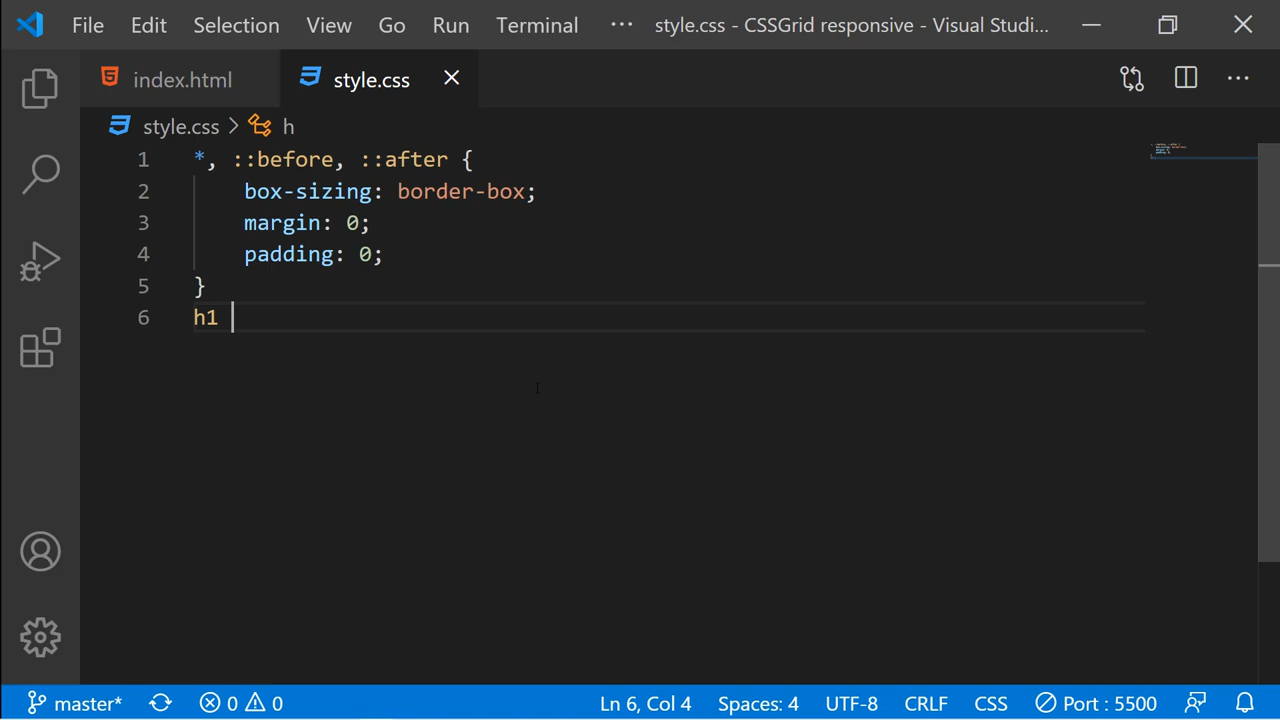 File Edit Selection View Go Run Terminal ··· style.css - CSSGrid responsive - Visual Studi...
index.html style.css
style.css > h
1 *, ::before, ::after {
2 box-sizing: border-box;
3 margin: 0;
4 padding: 0;
5 }
6 h1
master* 0 0 Ln 6, Col 4 Spaces: 4 UTF-8 CRLF CSS Port : 5500